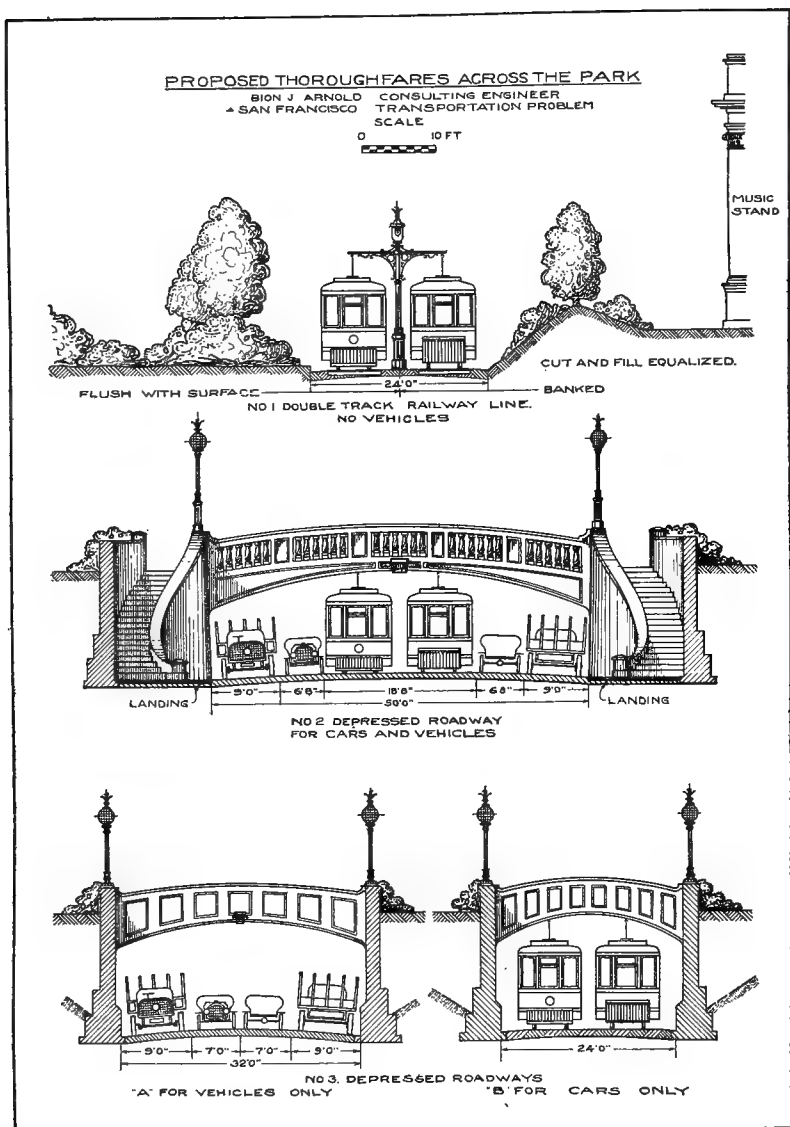 PROPOSED THOROUGHFARES ACROSS THE PARK
BION J ARNOLD CONSULTING ENGINEER
SAN FRANCISCO TRANSPORTATION PROBLEM
SCALE
0 10 FT
MUSIC
STAND
CUT AND FILL EQUALIZED.
FLUSH WITH SURFACE
24'0"
BANKED
NO 1 DOUBLE TRACK RAILWAY LINE.
NO VEHICLES
9'0" 6'8" 18'8" 6'8" 9'0"
50'0"
LANDING
LANDING
NO 2 DEPRESSED ROADWAY
FOR CARS AND VEHICLES
9'0" 7'0" 7'0" 9'0"
32'0"
24'0"
NO 3. DEPRESSED ROADWAYS
"A" FOR VEHICLES ONLY
"B" FOR CARS ONLY